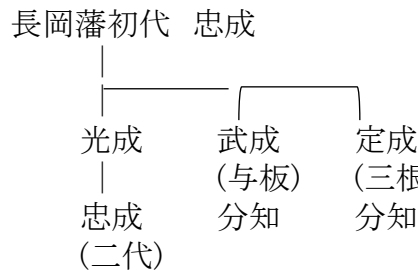 長岡藩初代 忠成
光成 武成 定成
(与板) (三根
忠成 分知 分知
(二代)